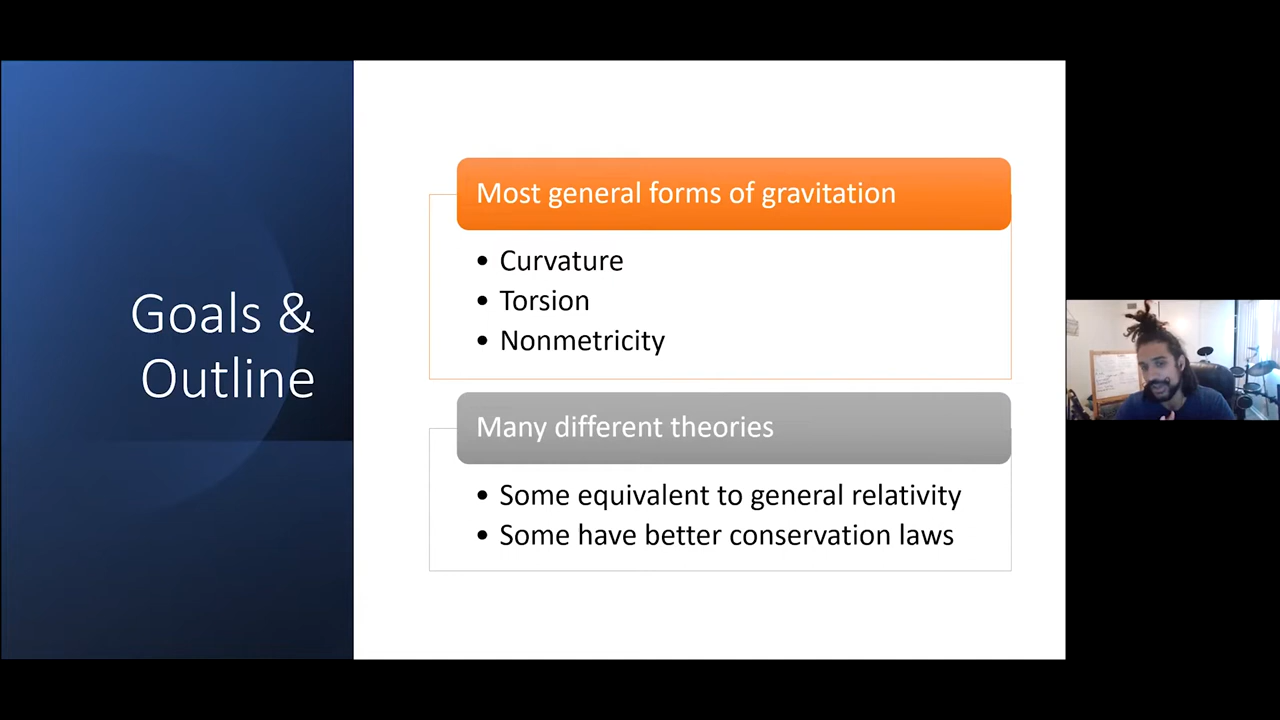 Goals &
Outline
Most general forms of gravitation
• Curvature
• Torsion
• Nonmetricity
Many different theories
• Some equivalent to general relativity
• Some have better conservation laws